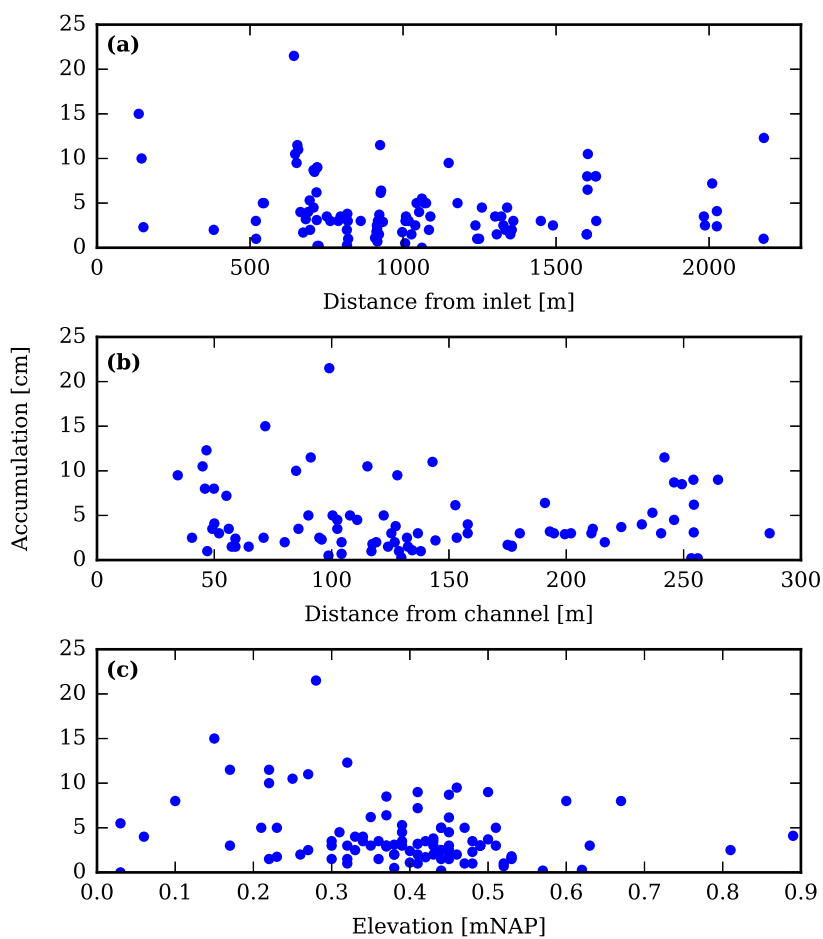 (a)
25
20
15
10
5
0
0 500 1000 1500 2000
Distance from inlet [m]
Accumulation [cm]
(b)
25
20
15
10
5
0
0 50 100 150 200 250 300
Distance from channel [m]
(c)
25
20
15
10
5
0
0.0 0.1 0.2 0.3 0.4 0.5 0.6 0.7 0.8 0.9
Elevation [mNAP]